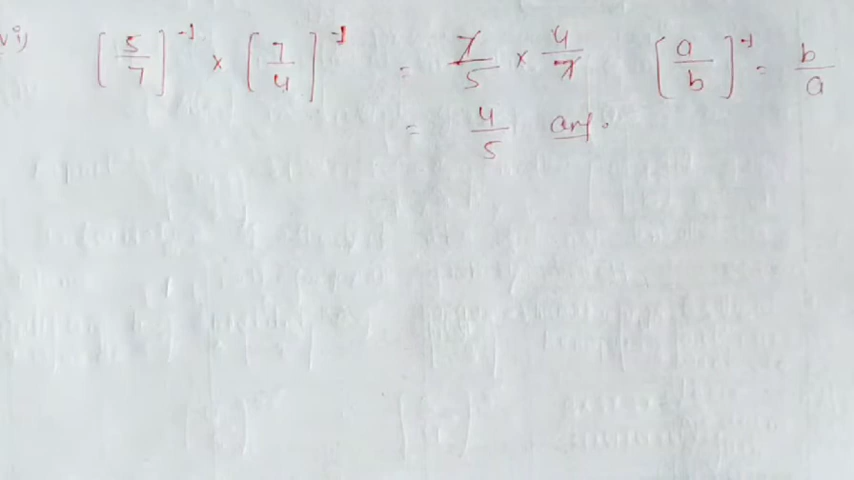 vi) [5/7]⁻¹ × [7/4]⁻¹ = 7/5 × 4/7 [a/b]⁻¹ = b/a
= 4/5 ans.